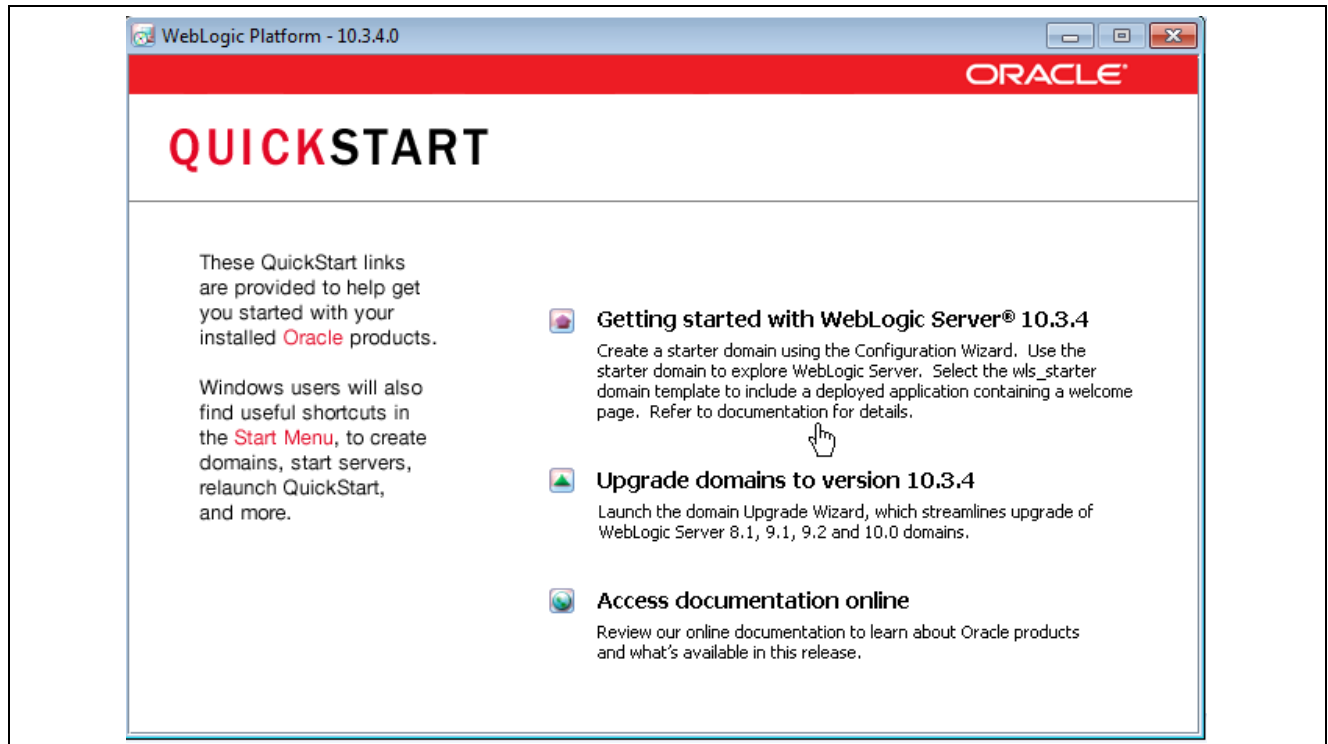 WebLogic Platform - 10.3.4.0
ORACLE®
QUICKSTART
These QuickStart links
are provided to help get
you started with your
installed Oracle products.
Windows users will also
find useful shortcuts in
the Start Menu, to create
domains, start servers,
relaunch QuickStart,
and more.
Getting started with WebLogic Server® 10.3.4
Create a starter domain using the Configuration Wizard. Use the
starter domain to explore WebLogic Server. Select the wls_starter
domain template to include a deployed application containing a welcome
page. Refer to documentation for details.
Upgrade domains to version 10.3.4
Launch the domain Upgrade Wizard, which streamlines upgrade of
WebLogic Server 8.1, 9.1, 9.2 and 10.0 domains.
Access documentation online
Review our online documentation to learn about Oracle products
and what's available in this release.